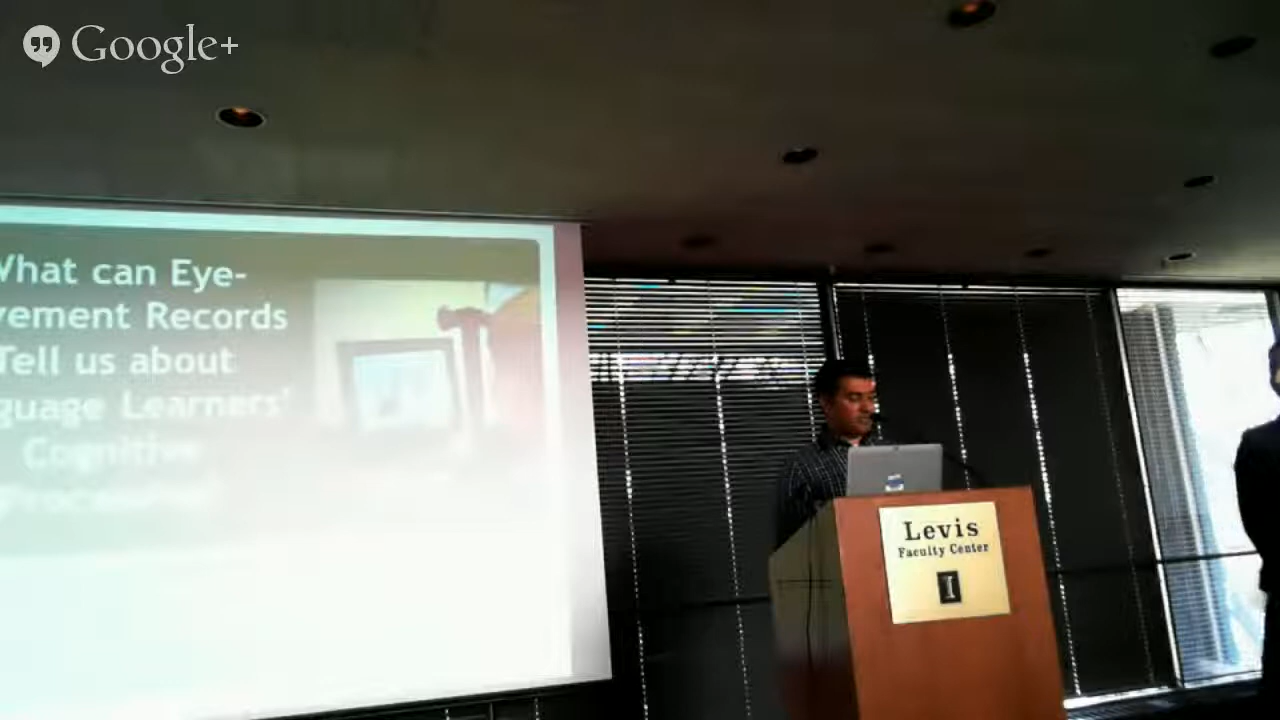 Google+
What can Eye-
vement Records
Tell us about
guage Learners'
Cognitive
Levis
Faculty Center
I